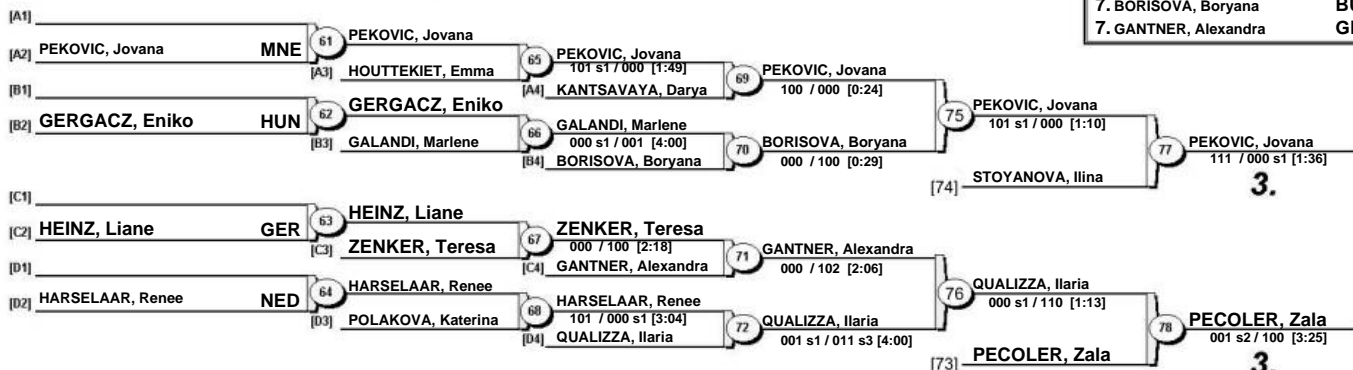 7. BORISOVA, Boryana BU
7. GANTNER, Alexandra GE
[A1]
[A2] PEKOVIC, Jovana MNE
61
PEKOVIC, Jovana
[A3] HOUTTEKIET, Emma
65
PEKOVIC, Jovana
101 s1 / 000 [1:49]
[A4] KANTSAVAYA, Darya
69
PEKOVIC, Jovana
100 / 000 [0:24]
[B1]
[B2] GERGACZ, Eniko HUN
62
GERGACZ, Eniko
[B3] GALANDI, Marlene
66
GALANDI, Marlene
000 s1 / 001 [4:00]
[B4] BORISOVA, Boryana
70
BORISOVA, Boryana
000 / 100 [0:29]
75
PEKOVIC, Jovana
101 s1 / 000 [1:10]
[74] STOYANOVA, Ilina
77
PEKOVIC, Jovana
111 / 000 s1 [1:36]
3.
[C1]
[C2] HEINZ, Liane GER
63
HEINZ, Liane
[C3] ZENKER, Teresa
67
ZENKER, Teresa
000 / 100 [2:18]
[C4] GANTNER, Alexandra
71
GANTNER, Alexandra
000 / 102 [2:06]
[D1]
[D2] HARSELAAR, Renee NED
64
HARSELAAR, Renee
[D3] POLAKOVA, Katerina
68
HARSELAAR, Renee
101 / 000 s1 [3:04]
[D4] QUALIZZA, Ilaria
72
QUALIZZA, Ilaria
001 s1 / 011 s3 [4:00]
76
QUALIZZA, Ilaria
000 s1 / 110 [1:13]
[73] PECOLER, Zala
78
PECOLER, Zala
001 s2 / 100 [3:25]
3.